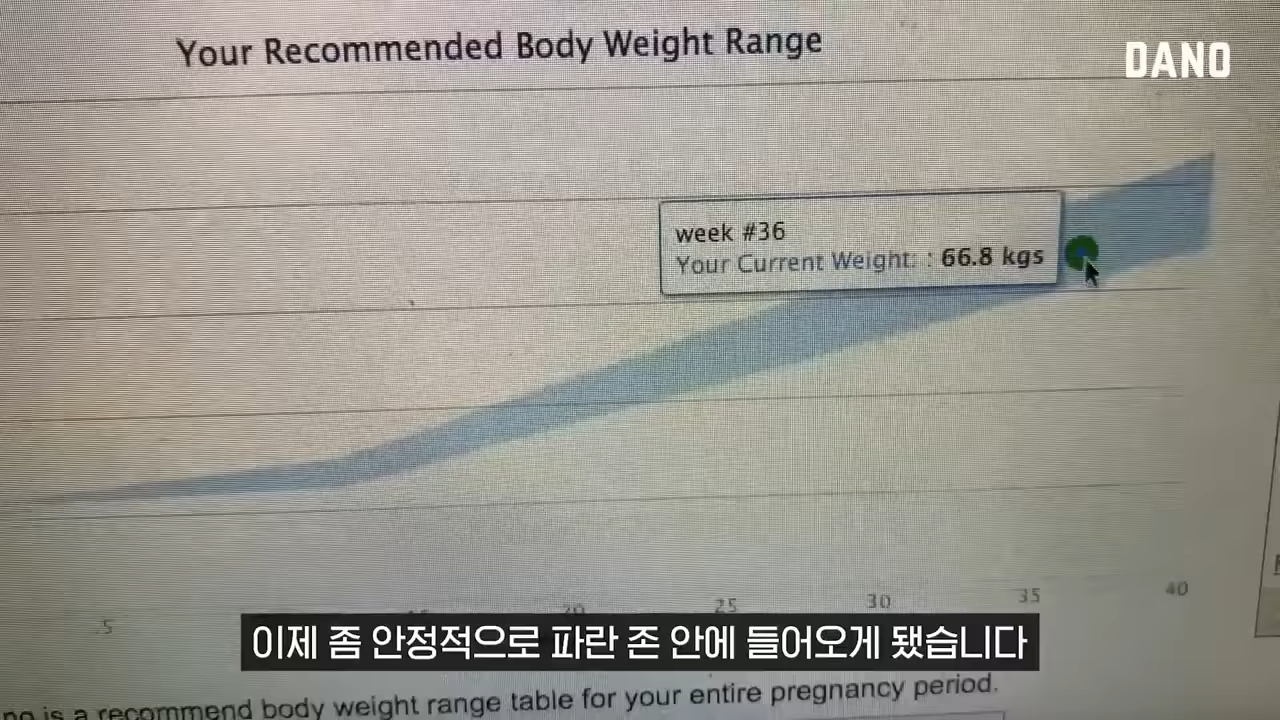 Your Recommended Body Weight Range
DANO
week #36
Your Current Weight: : 66.8 kgs
5
20
25
30
35
40
이제 좀 안정적으로 파란 존 안에 들어오게 됐습니다
is a recommend body weight range table for your entire pregnancy period.